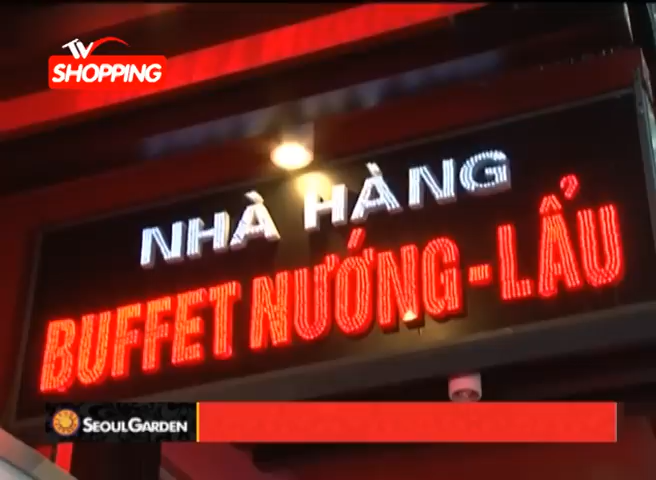 TV
SHOPPING
NHÀ HÀNG
BUFFET NƯỚNG-LẨU
SEOULGARDEN